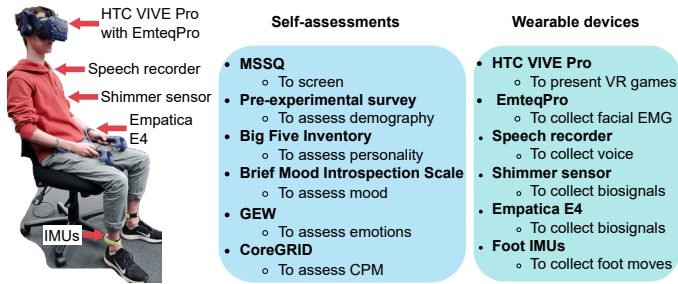 HTC VIVE Pro
with EmteqPro
Speech recorder
Shimmer sensor
Empatica
E4
IMUs
Self-assessments
• MSSQ
• To screen
• Pre-experimental survey
• To assess demography
• Big Five Inventory
• To assess personality
• Brief Mood Introspection Scale
• To assess mood
• GEW
• To assess emotions
• CoreGRID
• To assess CPM
Wearable devices
• HTC VIVE Pro
• To present VR games
• EmteqPro
• To collect facial EMG
• Speech recorder
• To collect voice
• Shimmer sensor
• To collect biosignals
• Empatica E4
• To collect biosignals
• Foot IMUs
• To collect foot moves